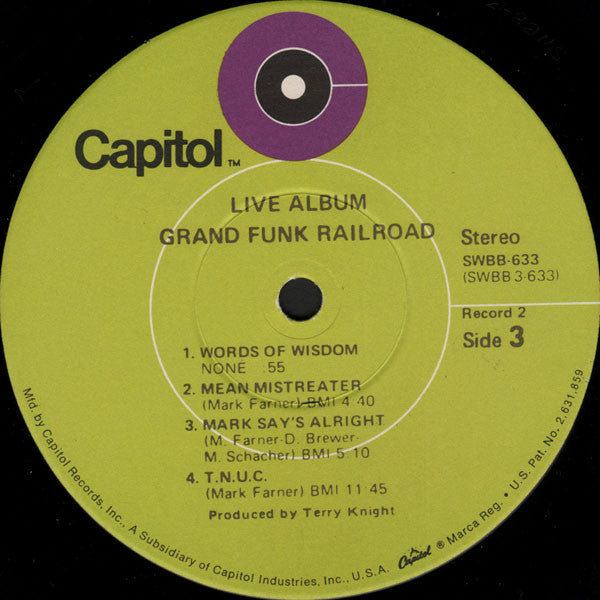 Capitol™
LIVE ALBUM
GRAND FUNK RAILROAD
Stereo
SWBB-633
(SWBB 3-633)
Record 2
Side 3
1. WORDS OF WISDOM
NONE :55
2. MEAN MISTREATER
(Mark Farner) BMI 4:40
3. MARK SAY'S ALRIGHT
(M. Farner-D. Brewer-
M. Schacher) BMI 5:10
4. T.N.U.C.
(Mark Farner) BMI 11:45
Produced by Terry Knight
Mfd. by Capitol Records, Inc., A Subsidiary of Capitol Industries, Inc., U.S.A. Capitol ® Marca Reg. • U.S. Pat. No. 2,631,859